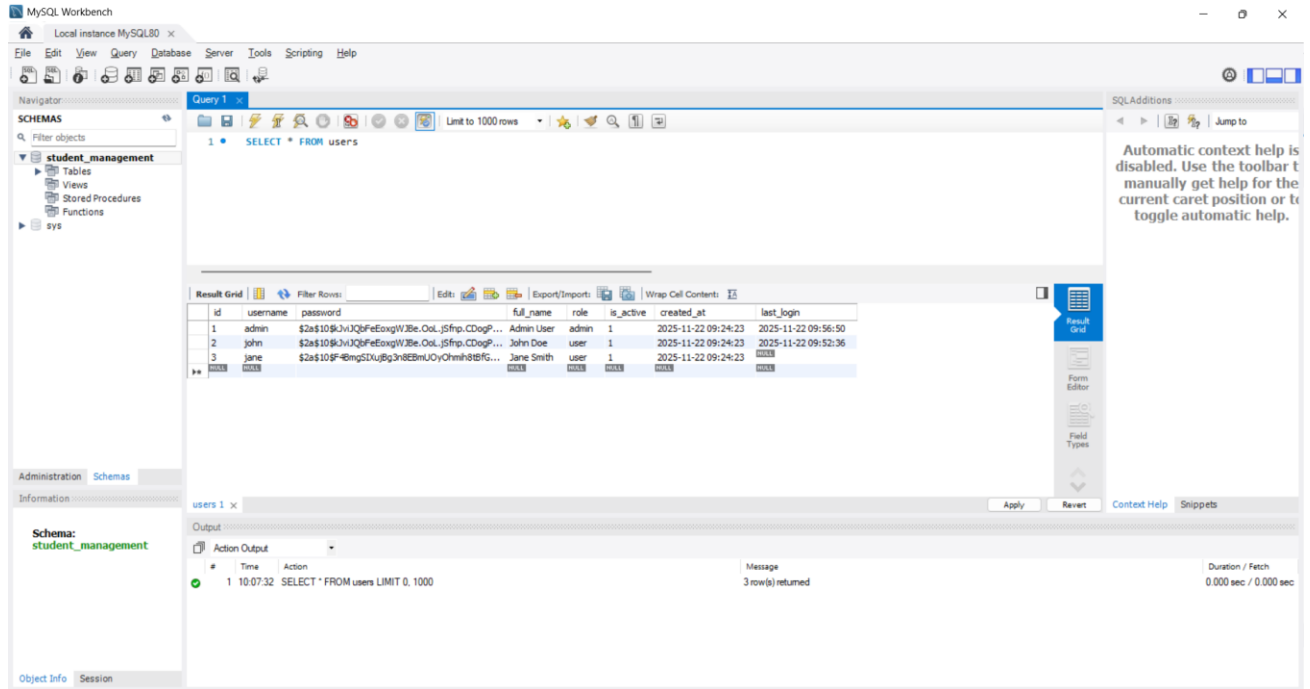 MySQL Workbench
Local instance MySQL80
File Edit View Query Database Server Tools Scripting Help
Navigator
SCHEMAS
Filter objects
student_management
Tables
Views
Stored Procedures
Functions
sys
Administration Schemas
Information
Schema:
student_management
Object Info Session
Query 1
Limit to 1000 rows
1 SELECT * FROM users
Result Grid Filter Rows: Edit: Export/Import: Wrap Cell Content:
id username password full_name role is_active created_at last_login
1 admin Admin User admin 1 2025-11-22 09:24:23 2025-11-22 09:56:50
2 john John Doe user 1 2025-11-22 09:24:23 2025-11-22 09:52:36
3 jane Jane Smith user 1 2025-11-22 09:24:23 NULL
NULL NULL NULL NULL NULL NULL NULL
Result
Grid
Form
Editor
Field
Types
users 1
Apply Revert
Output
Action Output
# Time Action Message Duration / Fetch
1 10:07:32 SELECT * FROM users LIMIT 0, 1000 3 row(s) returned 0.000 sec / 0.000 sec
SQLAdditions
Jump to
Automatic context help is
disabled. Use the toolbar t
manually get help for the
current caret position or to
toggle automatic help.
Context Help Snippets